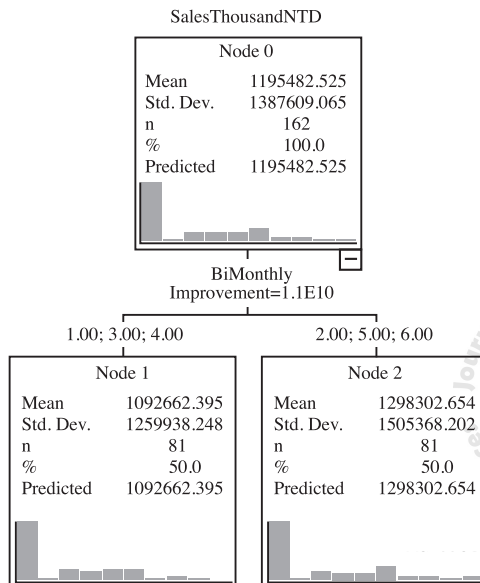 SalesThousandNTD
Node 0
Mean 1195482.525
Std. Dev. 1387609.065
n 162
% 100.0
Predicted 1195482.525
BiMonthly
Improvement=1.1E10
1.00; 3.00; 4.00
2.00; 5.00; 6.00
Node 1
Mean 1092662.395
Std. Dev. 1259938.248
n 81
% 50.0
Predicted 1092662.395
Node 2
Mean 1298302.654
Std. Dev. 1505368.202
n 81
% 50.0
Predicted 1298302.654